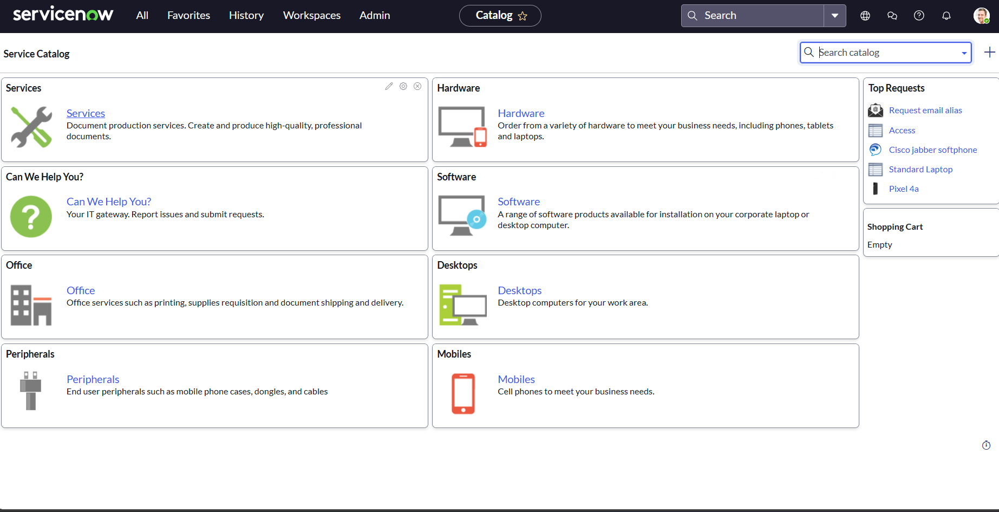 servicenow
All
Favorites
History
Workspaces
Admin
Catalog
Search
Service Catalog
Search catalog
Services
Services
Document production services. Create and produce high-quality, professional
documents.
Hardware
Hardware
Order from a variety of hardware to meet your business needs, including phones, tablets
and laptops.
Can We Help You?
Can We Help You?
Your IT gateway. Report issues and submit requests.
Software
Software
A range of software products available for installation on your corporate laptop or
desktop computer.
Office
Office
Office services such as printing, supplies requisition and document shipping and delivery.
Desktops
Desktops
Desktop computers for your work area.
Peripherals
Peripherals
End user peripherals such as mobile phone cases, dongles, and cables
Mobiles
Mobiles
Cell phones to meet your business needs.
Top Requests
Request email alias
Access
Cisco jabber softphone
Standard Laptop
Pixel 4a
Shopping Cart
Empty